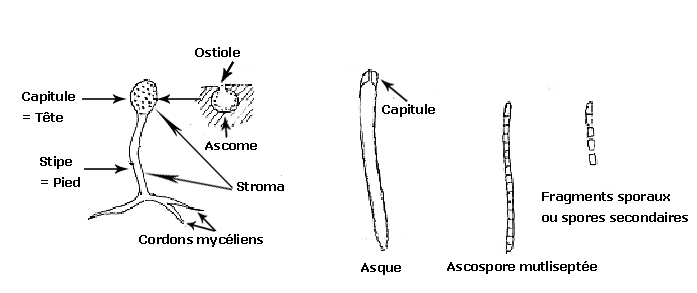 Ostiole
Capitule
= Tête
Ascome
Stipe
= Pied
Stroma
Cordons mycéliens
Capitule
Asque
Ascospore mutliseptée
Fragments sporaux
ou spores secondaires